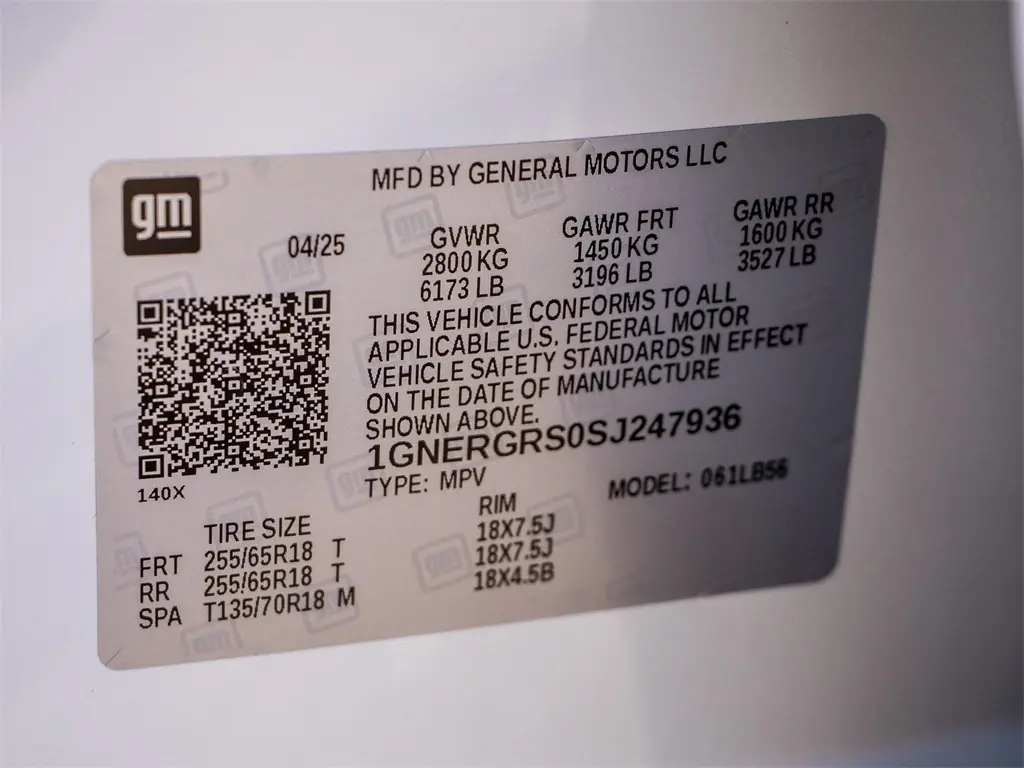 gm
MFD BY GENERAL MOTORS LLC
04/25
GVWR GAWR FRT GAWR RR
2800 KG 1450 KG 1600 KG
6173 LB 3196 LB 3527 LB
THIS VEHICLE CONFORMS TO ALL
APPLICABLE U.S. FEDERAL MOTOR
VEHICLE SAFETY STANDARDS IN EFFECT
ON THE DATE OF MANUFACTURE
SHOWN ABOVE.
1GNERGRS0SJ247936
TYPE: MPV MODEL: 061LB56
140X
TIRE SIZE RIM
FRT 255/65R18 T 18X7.5J
RR 255/65R18 T 18X7.5J
SPA T135/70R18 M 18X4.5B